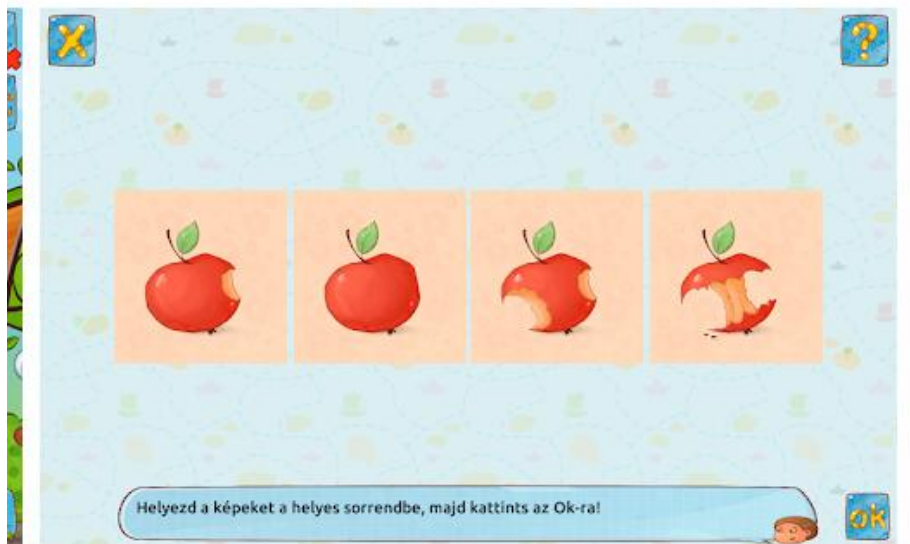 X
?
Helyezd a képeket a helyes sorrendbe, majd kattints az Ok-ra!
ok